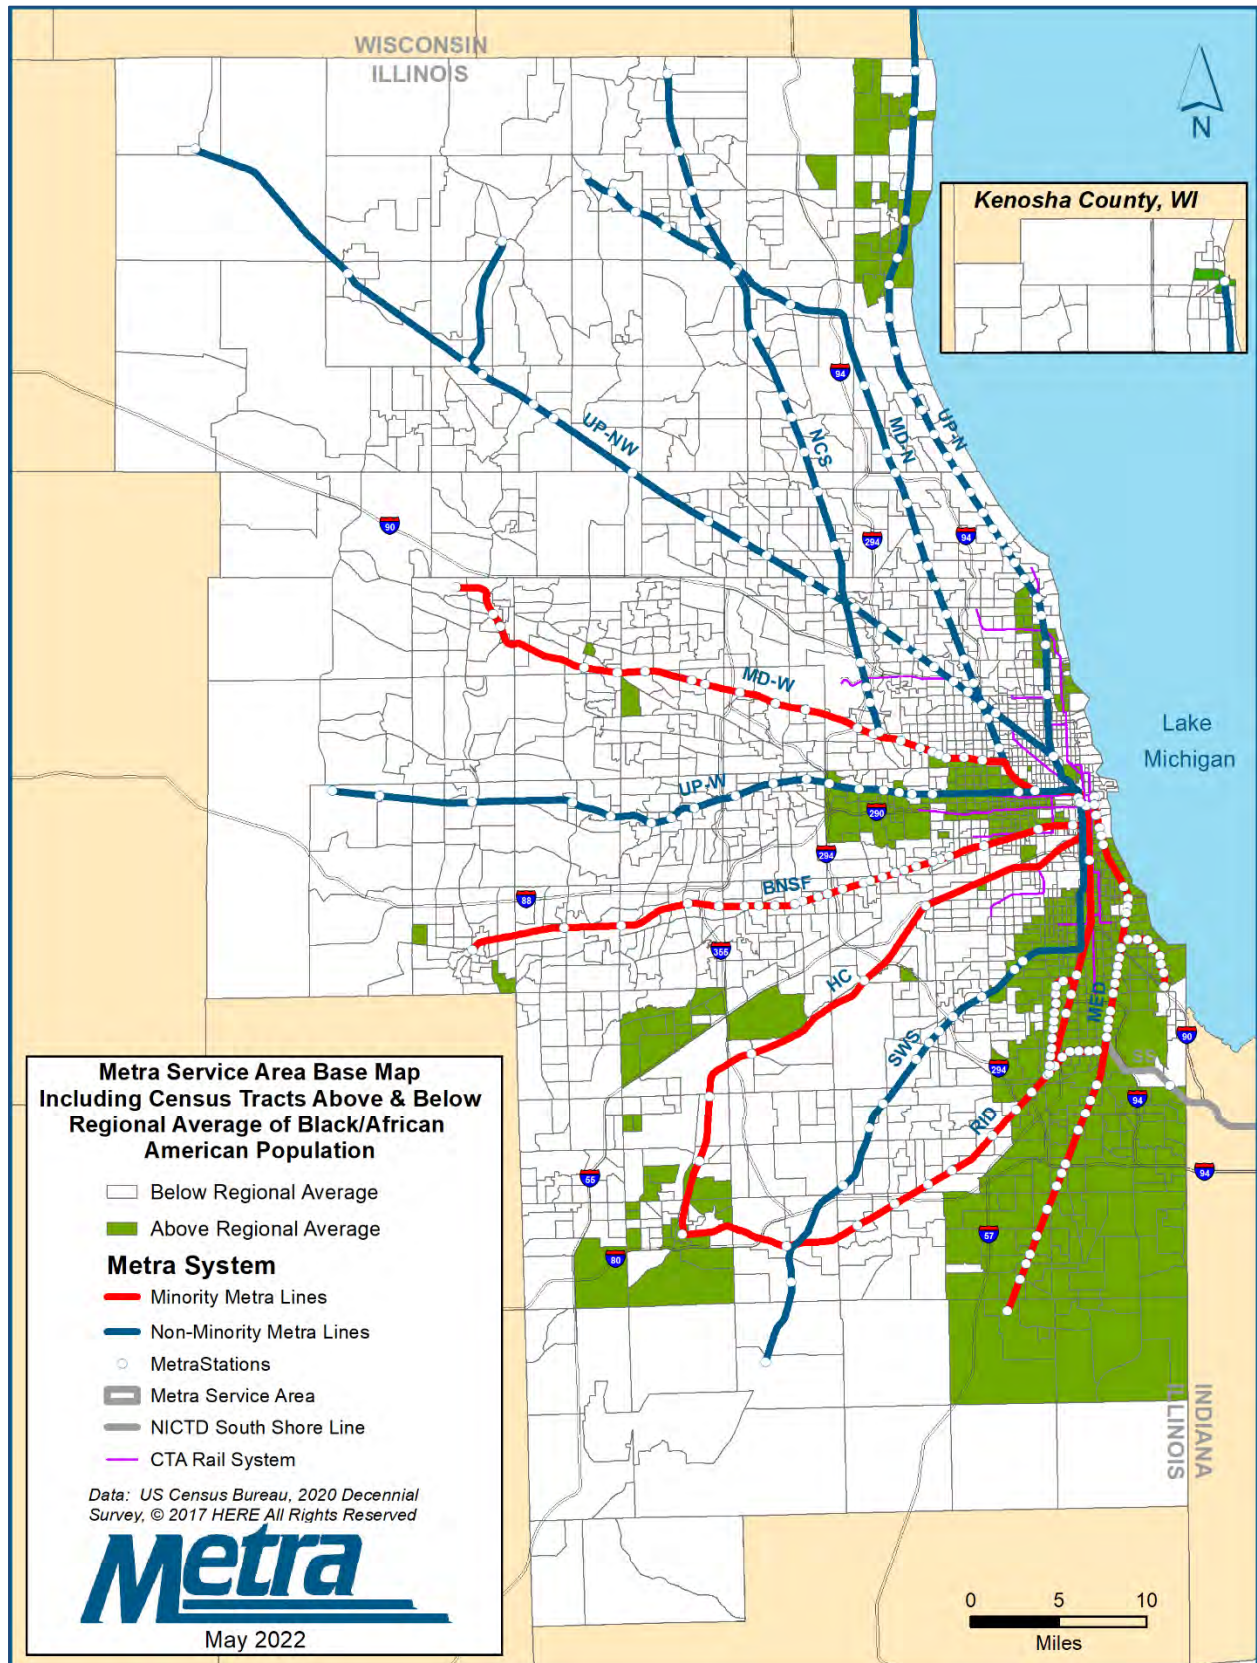 WISCONSIN
ILLINOIS
N
Kenosha County, WI
94
UP-NW
NCS
MD-N
UP-N
90
294
94
MD-W
Lake
Michigan
UP-W
290
294
BNSF
88
355
HC
MED
SWS
90
SS
294
94
RID
94
55
57
80
INDIANA
ILLINOIS
Metra Service Area Base Map
Including Census Tracts Above & Below
Regional Average of Black/African
American Population
Below Regional Average
Above Regional Average
Metra System
Minority Metra Lines
Non-Minority Metra Lines
MetraStations
Metra Service Area
NICTD South Shore Line
CTA Rail System
Data: US Census Bureau, 2020 Decennial
Survey, © 2017 HERE All Rights Reserved
Metra
May 2022
0 5 10
Miles